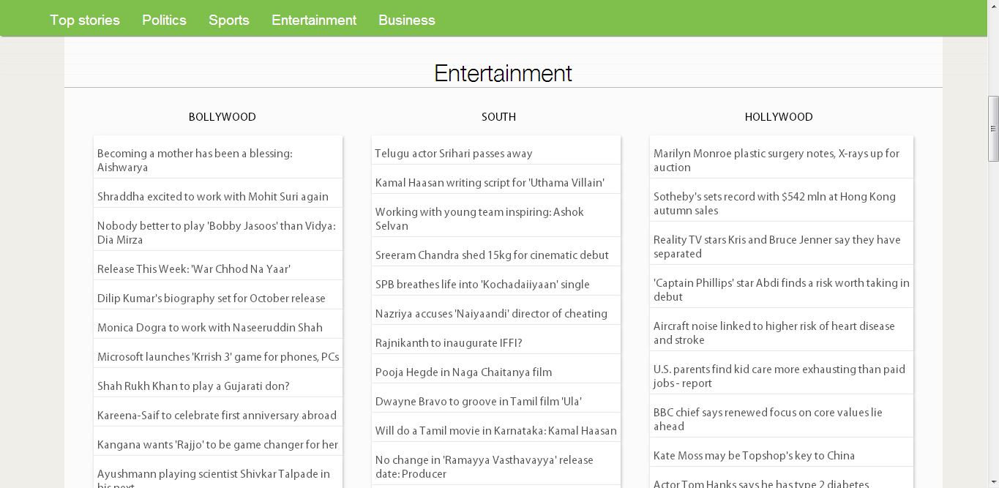 Top stories Politics Sports Entertainment Business
Entertainment
BOLLYWOOD
Becoming a mother has been a blessing:
Aishwarya
Shraddha excited to work with Mohit Suri again
Nobody better to play 'Bobby Jasoos' than Vidya:
Dia Mirza
Release This Week: 'War Chhod Na Yaar'
Dilip Kumar's biography set for October release
Monica Dogra to work with Naseeruddin Shah
Microsoft launches 'Krrish 3' game for phones, PCs
Shah Rukh Khan to play a Gujarati don?
Kareena-Saif to celebrate first anniversary abroad
Kangana wants 'Rajjo' to be game changer for her
Ayushmann playing scientist Shivkar Talpade in
his next
SOUTH
Telugu actor Srihari passes away
Kamal Haasan writing script for 'Uthama Villain'
Working with young team inspiring: Ashok
Selvan
Sreeram Chandra shed 15kg for cinematic debut
SPB breathes life into 'Kochadaiiyaan' single
Nazriya accuses 'Naiyaandi' director of cheating
Rajnikanth to inaugurate IFFI?
Pooja Hegde in Naga Chaitanya film
Dwayne Bravo to groove in Tamil film 'Ula'
Will do a Tamil movie in Karnataka: Kamal Haasan
No change in 'Ramayya Vasthavayya' release
date: Producer
HOLLYWOOD
Marilyn Monroe plastic surgery notes, X-rays up for
auction
Sotheby's sets record with $542 mln at Hong Kong
autumn sales
Reality TV stars Kris and Bruce Jenner say they have
separated
'Captain Phillips' star Abdi finds a risk worth taking in
debut
Aircraft noise linked to higher risk of heart disease
and stroke
U.S. parents find kid care more exhausting than paid
jobs - report
BBC chief says renewed focus on core values lie
ahead
Kate Moss may be Topshop's key to China
Actor Tom Hanks says he has type 2 diabetes